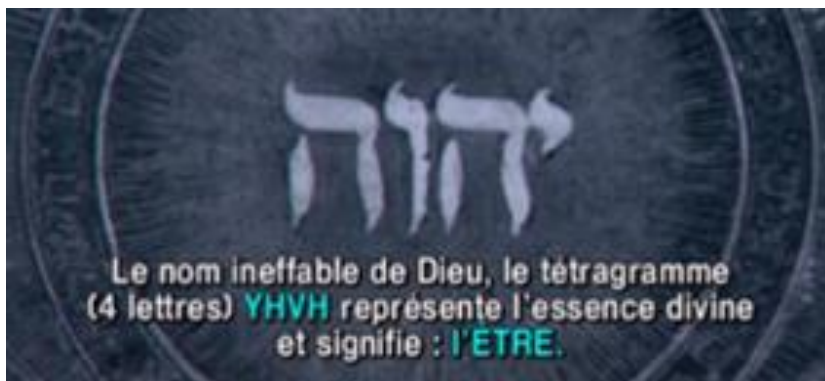 יהוה
Le nom ineffable de Dieu, le tétragramme
(4 lettres) YHVH représente l'essence divine
et signifie : l'ETRE.